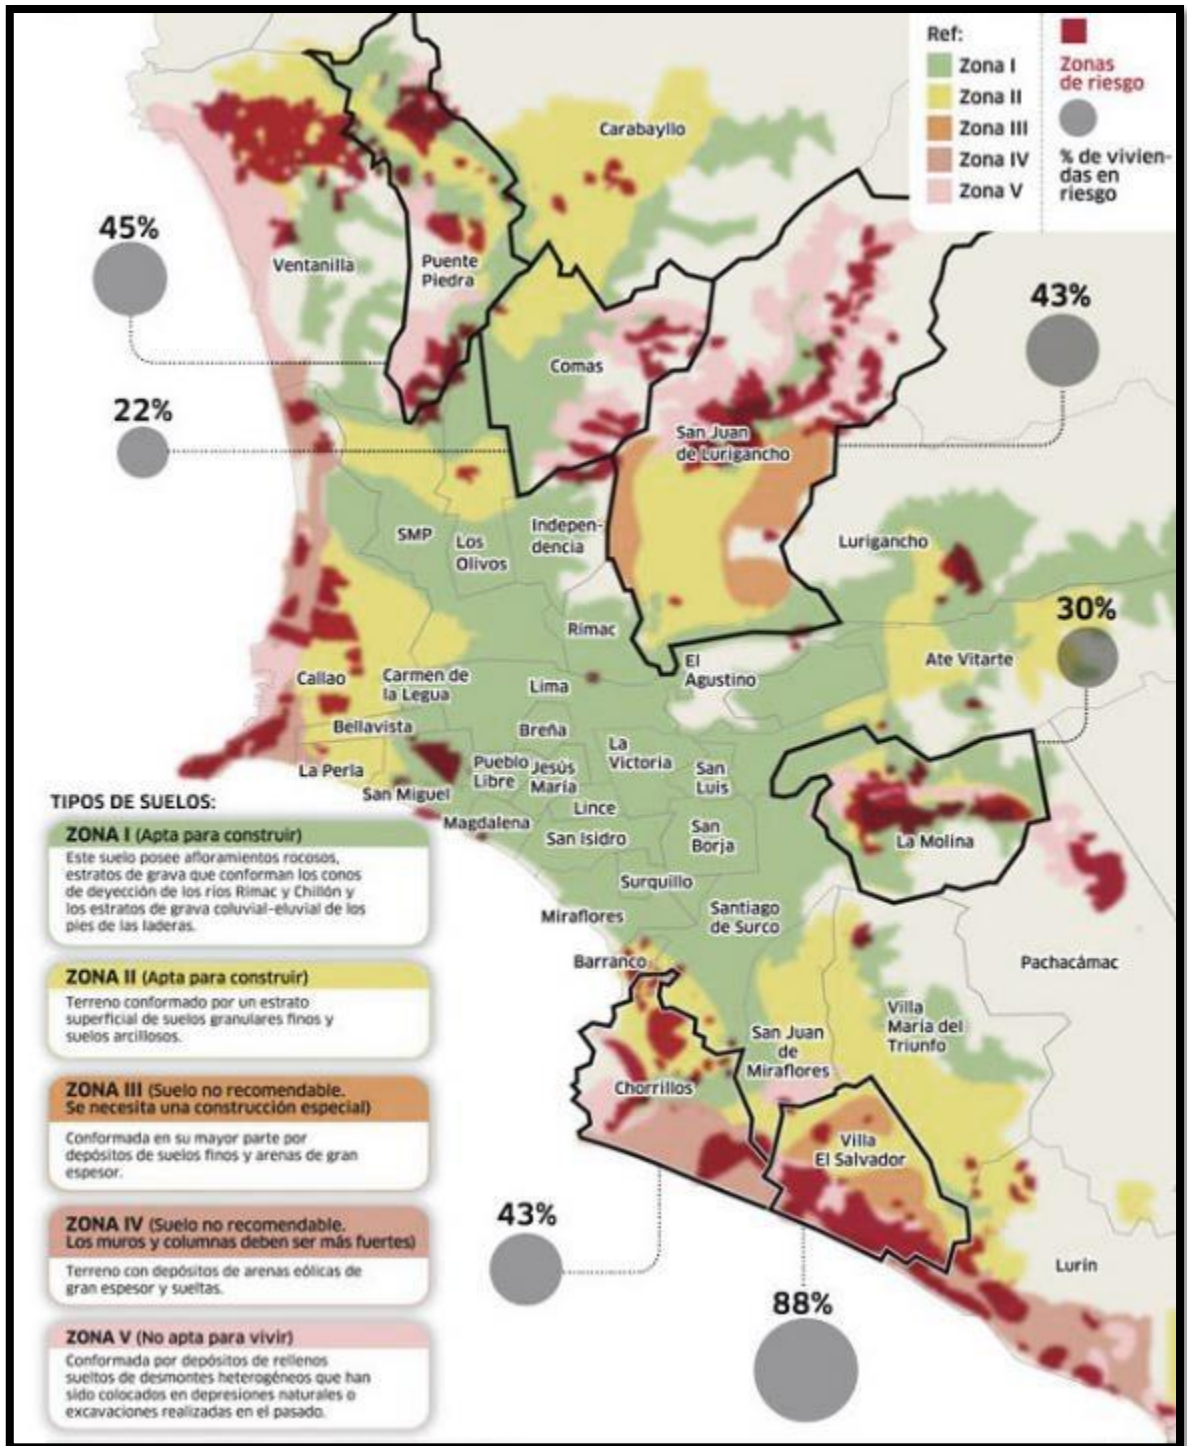 Ref:
Zona I
Zona II
Zona III
Zona IV
Zona V
Zonas
de riesgo
% de vivien-
das en
riesgo
Carabayllo
45%
Ventanilla
Puente
Piedra
43%
Comas
22%
San Juan
de Lurigancho
SMP
Los
Olivos
Indepen-
dencia
Lurigancho
30%
Rímac
El
Agustino
Ate Vitarte
Callao
Carmen de
la Legua
Lima
Bellavista
Breña
La
Victoria
La Perla
Pueblo
Libre
Jesús
María
San
Luis
San Miguel
Lince
Magdalena
San Isidro
San
Borja
La Molina
Surquillo
Miraflores
Santiago
de Surco
Barranco
Pachacámac
San Juan
de
Miraflores
Villa
María del
Triunfo
Chorrillos
Villa
El Salvador
43%
Lurín
88%
TIPOS DE SUELOS:
ZONA I (Apta para construir)
Este suelo posee afloramientos rocosos,
estratos de grava que conforman los conos
de deyección de los ríos Rímac y Chillón y
los estratos de grava coluvial-eluvial de los
pies de las laderas.
ZONA II (Apta para construir)
Terreno conformado por un estrato
superficial de suelos granulares finos y
suelos arcillosos.
ZONA III (Suelo no recomendable.
Se necesita una construcción especial)
Conformada en su mayor parte por
depósitos de suelos finos y arenas de gran
espesor.
ZONA IV (Suelo no recomendable.
Los muros y columnas deben ser más fuertes)
Terreno con depósitos de arenas eólicas de
gran espesor y sueltas.
ZONA V (No apta para vivir)
Conformada por depósitos de rellenos
sueltos de desmontes heterogéneos que han
sido colocados en depresiones naturales o
excavaciones realizadas en el pasado.